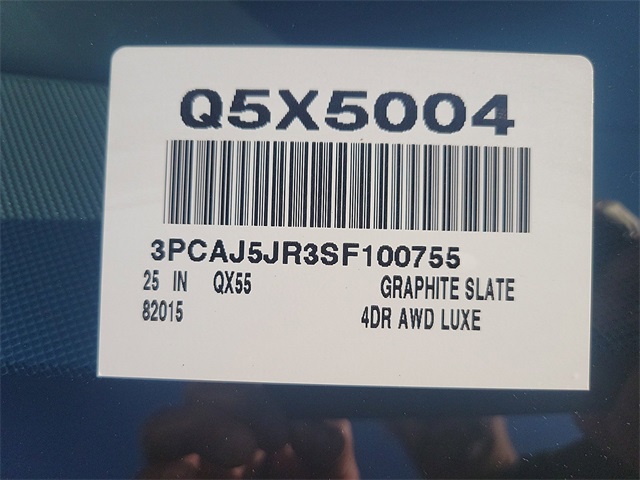 Q5X5004
3PCAJ5JR3SF100755
25 IN QX55 GRAPHITE SLATE
82015 4DR AWD LUXE